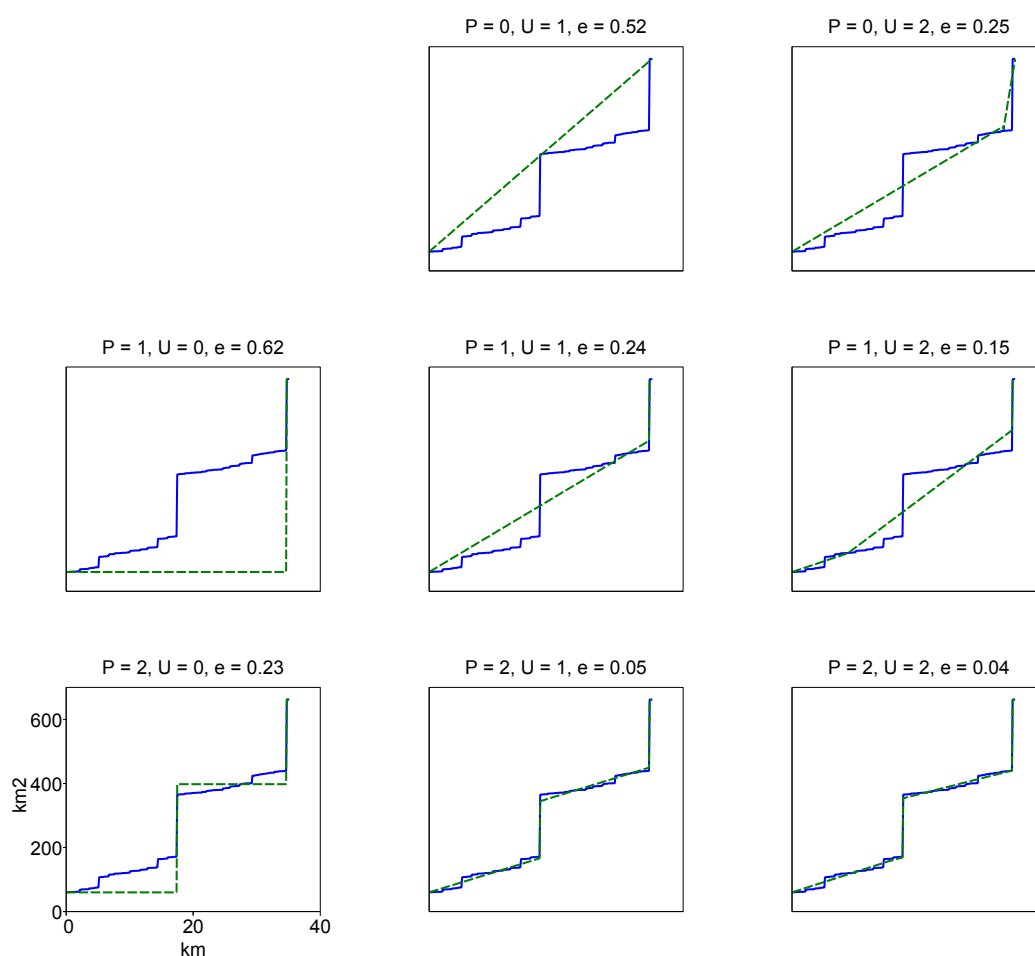 P = 0, U = 1, e = 0.52
P = 0, U = 2, e = 0.25
P = 1, U = 0, e = 0.62
P = 1, U = 1, e = 0.24
P = 1, U = 2, e = 0.15
P = 2, U = 0, e = 0.23
P = 2, U = 1, e = 0.05
P = 2, U = 2, e = 0.04
600
400
km2
200
0
0 20 40
km